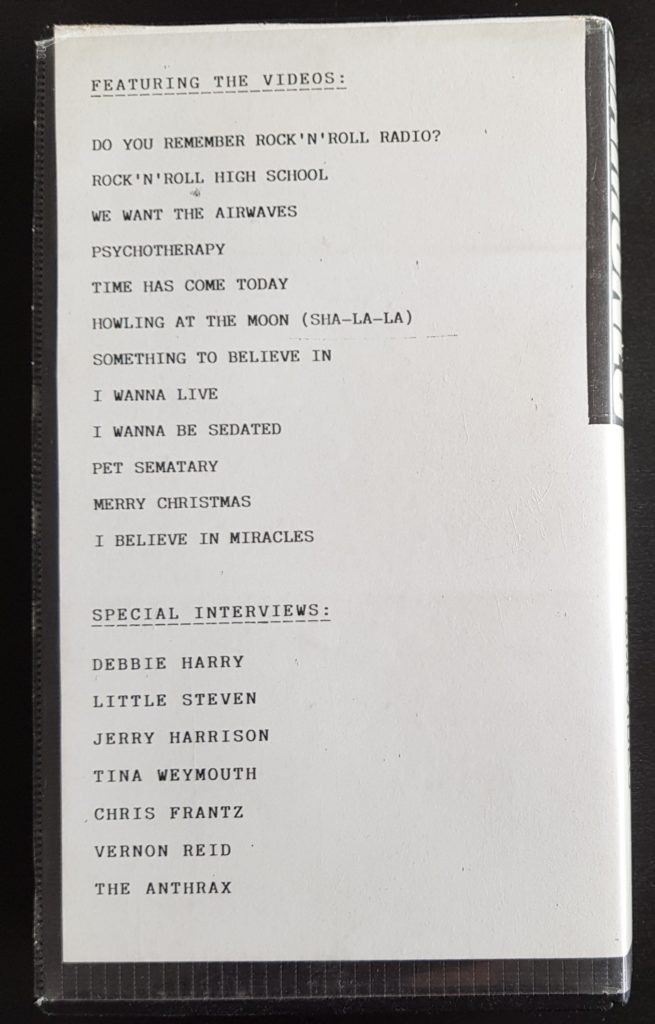 FEATURING THE VIDEOS:
DO YOU REMEMBER ROCK'N'ROLL RADIO?
ROCK'N'ROLL HIGH SCHOOL
WE WANT THE AIRWAVES
PSYCHOTHERAPY
TIME HAS COME TODAY
HOWLING AT THE MOON (SHA-LA-LA)
SOMETHING TO BELIEVE IN
I WANNA LIVE
I WANNA BE SEDATED
PET SEMATARY
MERRY CHRISTMAS
I BELIEVE IN MIRACLES
SPECIAL INTERVIEWS:
DEBBIE HARRY
LITTLE STEVEN
JERRY HARRISON
TINA WEYMOUTH
CHRIS FRANTZ
VERNON REID
THE ANTHRAX